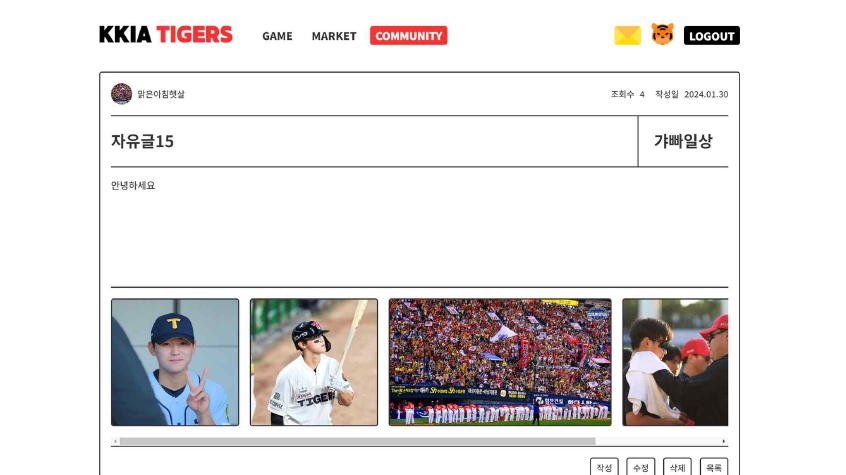 KKIA TIGERS GAME MARKET COMMUNITY LOGOUT
맑은아침햇살 조회수 4 작성일 2024.01.30
자유글15 갸빠일상
안녕하세요
T
TIGERS
작성 수정 삭제 목록